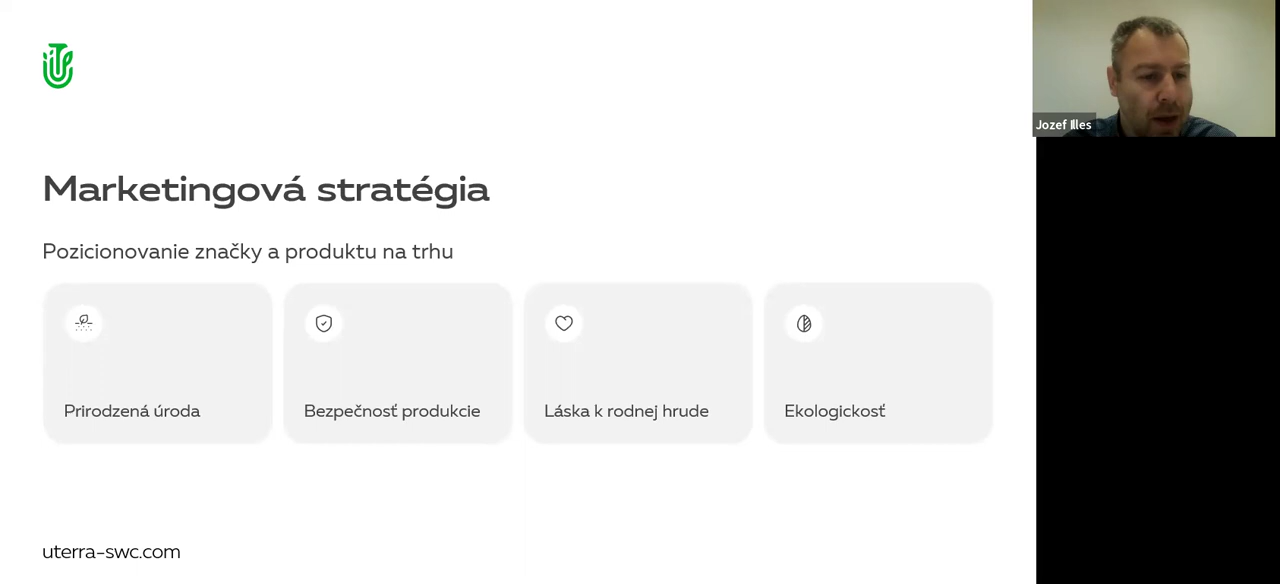 Jozef Illes
Marketingová stratégia
Pozicionovanie značky a produktu na trhu
Prirodzená úroda
Bezpečnosť produkcie
Láska k rodnej hrude
Ekologickosť
uterra-swc.com